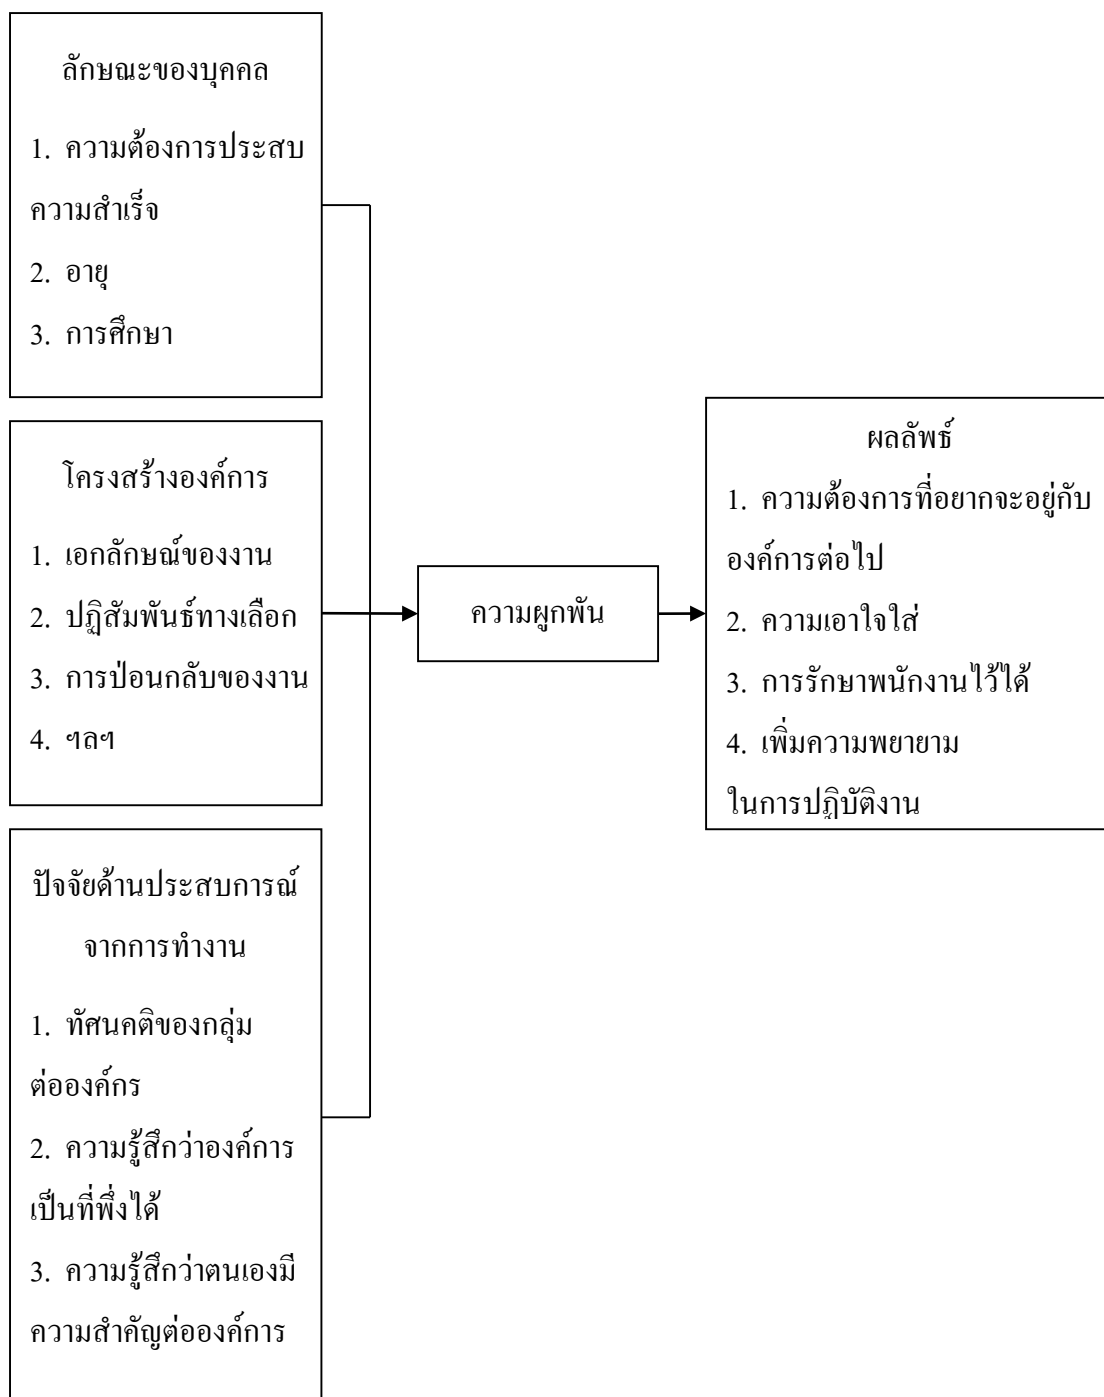 ลักษณะของบุคคล
1. ความต้องการประสบ
ความสำเร็จ
2. อายุ
3. การศึกษา
โครงสร้างองค์การ
1. เอกลักษณ์ของงาน
2. ปฏิสัมพันธ์ทางเลือก
3. การป่อนกลับของงาน
4. ฯลฯ
ปัจจัยด้านประสบการณ์
จากการทำงาน
1. ทัศนคติของกลุ่ม
ต่อองค์กร
2. ความรู้สึกว่าองค์การ
เป็นที่พึ่งได้
3. ความรู้สึกว่าตนเองมี
ความสำคัญต่อองค์การ
ความผูกพัน
ผลลัพธ์
1. ความต้องการที่อยากจะอยู่กับ
องค์การต่อไป
2. ความเอาใจใส่
3. การรักษาพนักงานไว้ได้
4. เพิ่มความพยายาม
ในการปฏิบัติงาน